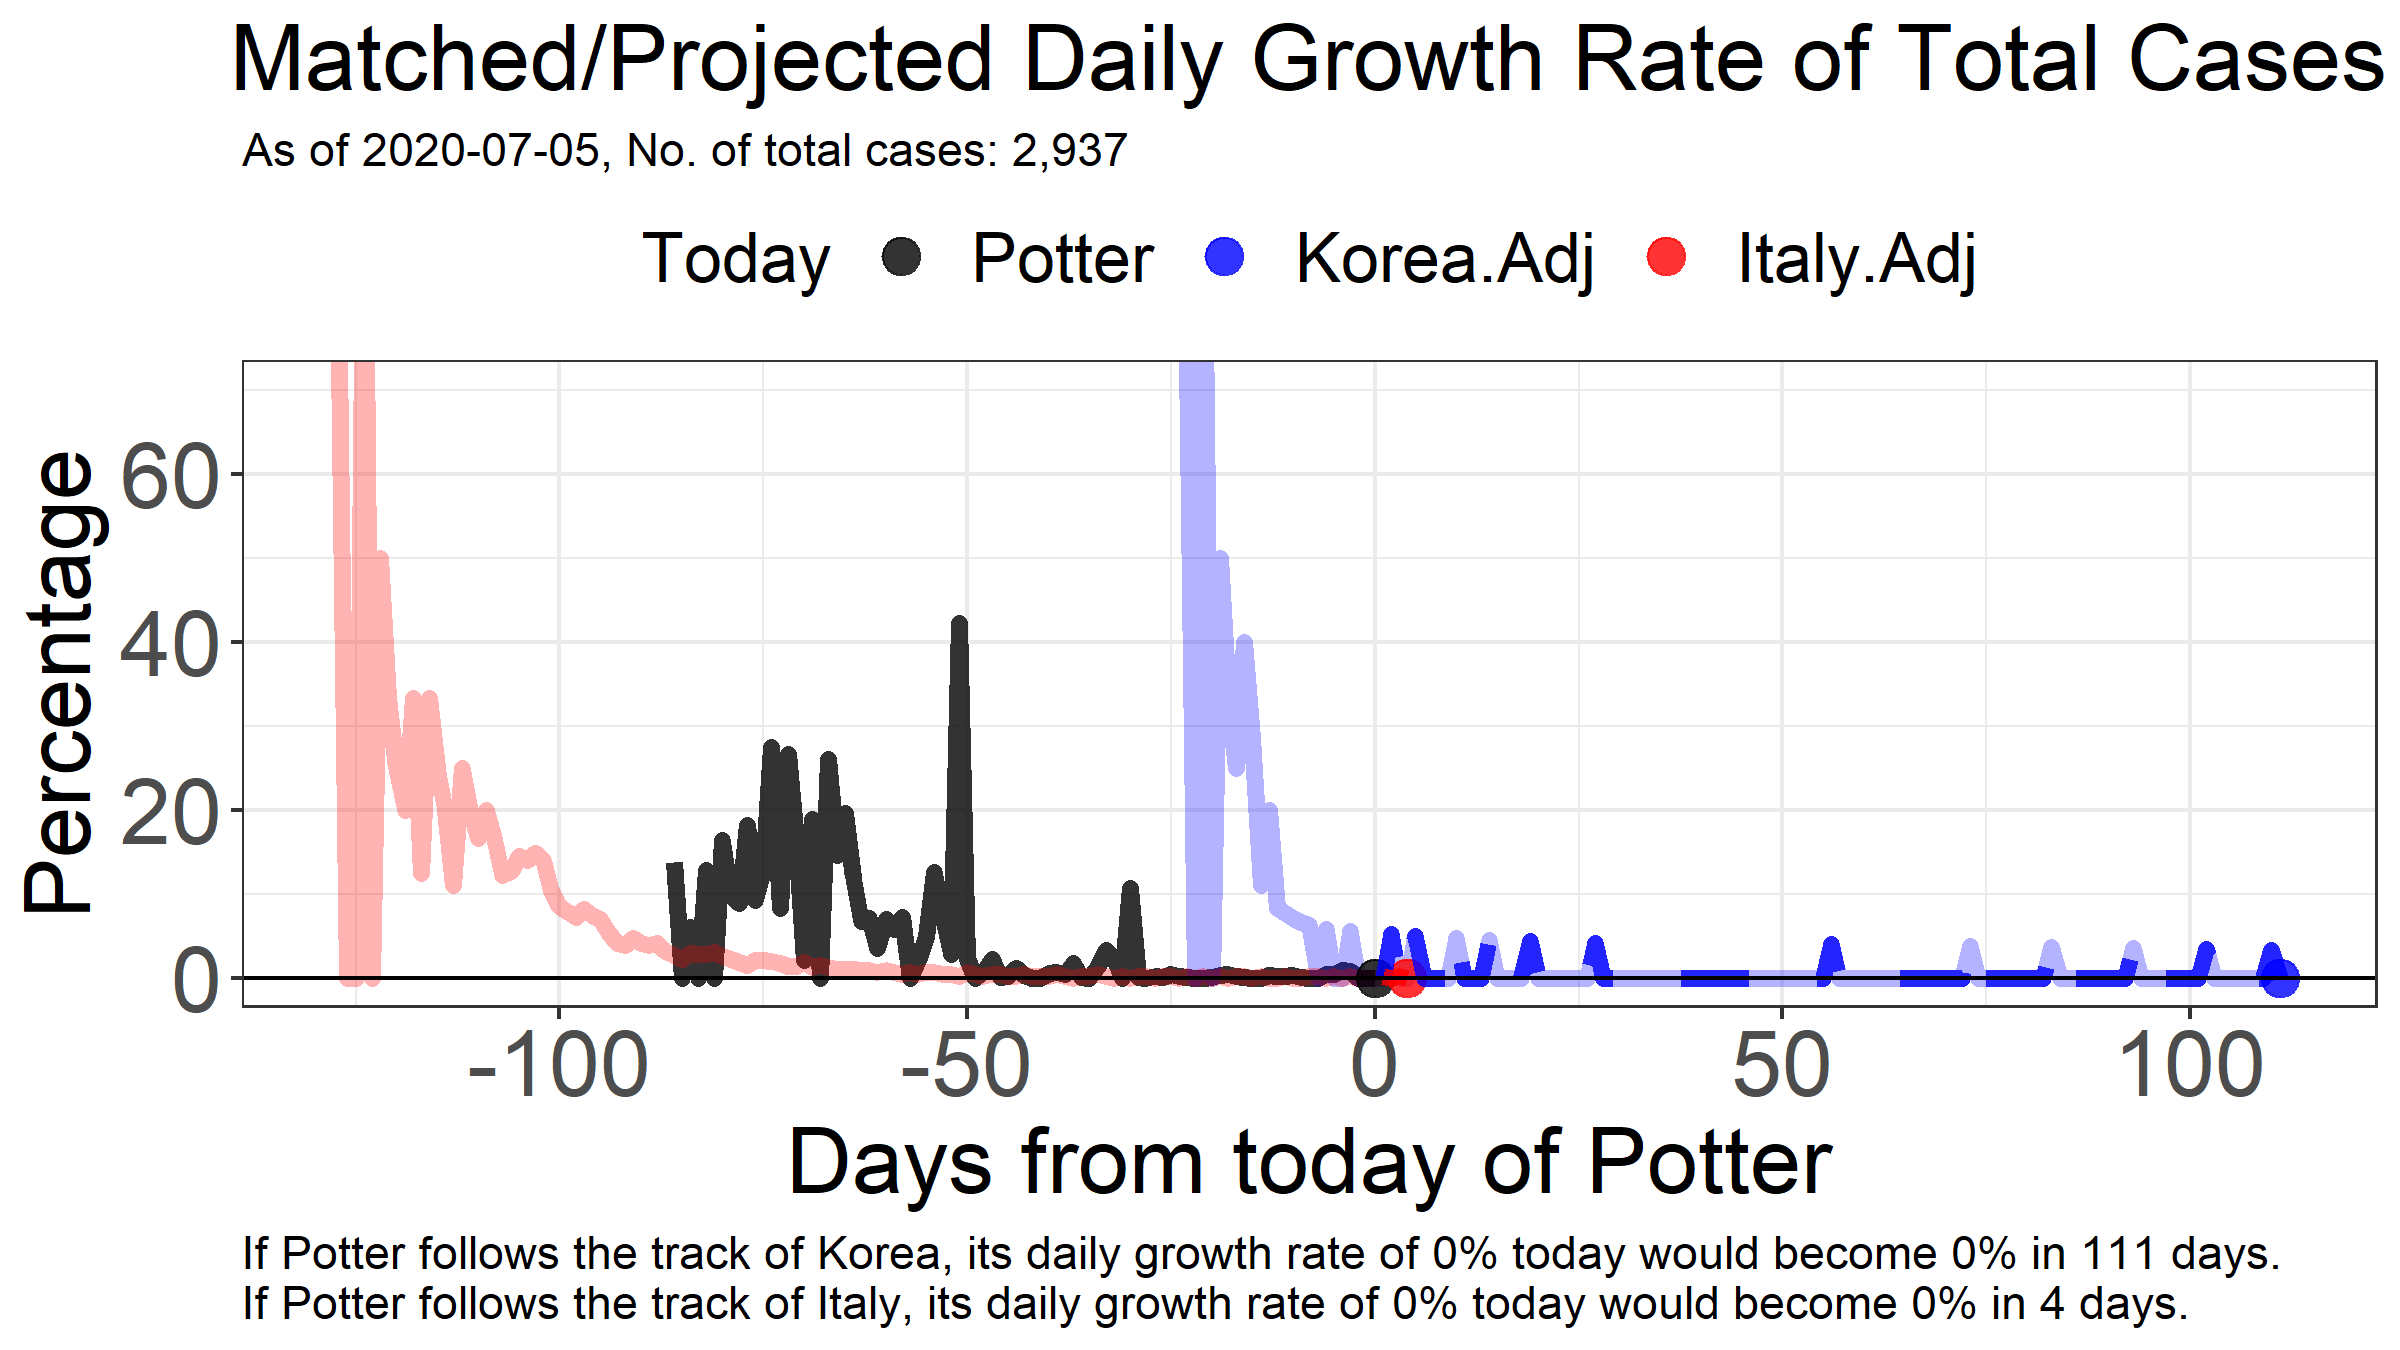 Matched/Projected Daily Growth Rate of Total Cases
As of 2020-07-05, No. of total cases: 2,937
Today Potter Korea.Adj Italy.Adj
Percentage
60
40
20
0
-100 -50 0 50 100
Days from today of Potter
If Potter follows the track of Korea, its daily growth rate of 0% today would become 0% in 111 days.
If Potter follows the track of Italy, its daily growth rate of 0% today would become 0% in 4 days.